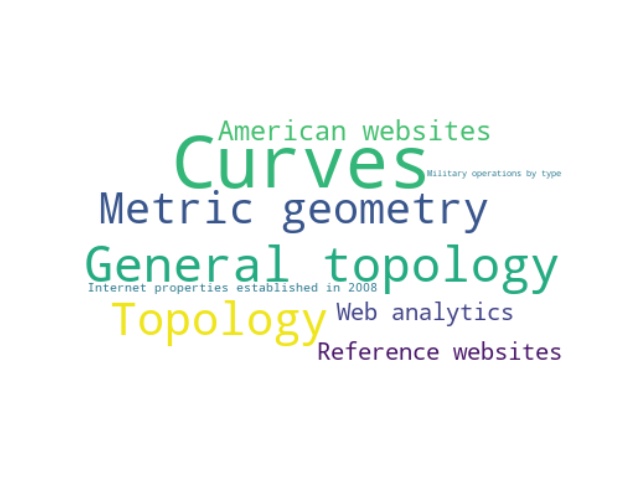 American websites
Curves
Military operations by type
Metric geometry
General topology
Internet properties established in 2008
Topology
Web analytics
Reference websites